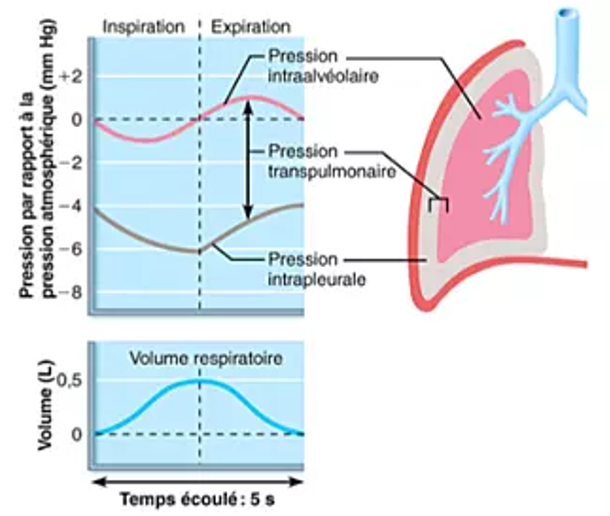 Inspiration
Expiration
Pression par rapport à la
pression atmosphérique (mm Hg)
+2
0
−2
−4
−6
−8
Pression
intraalvéolaire
Pression
transpulmonaire
Pression
intrapleurale
Volume (L)
Volume respiratoire
0,5
0
Temps écoulé : 5 s